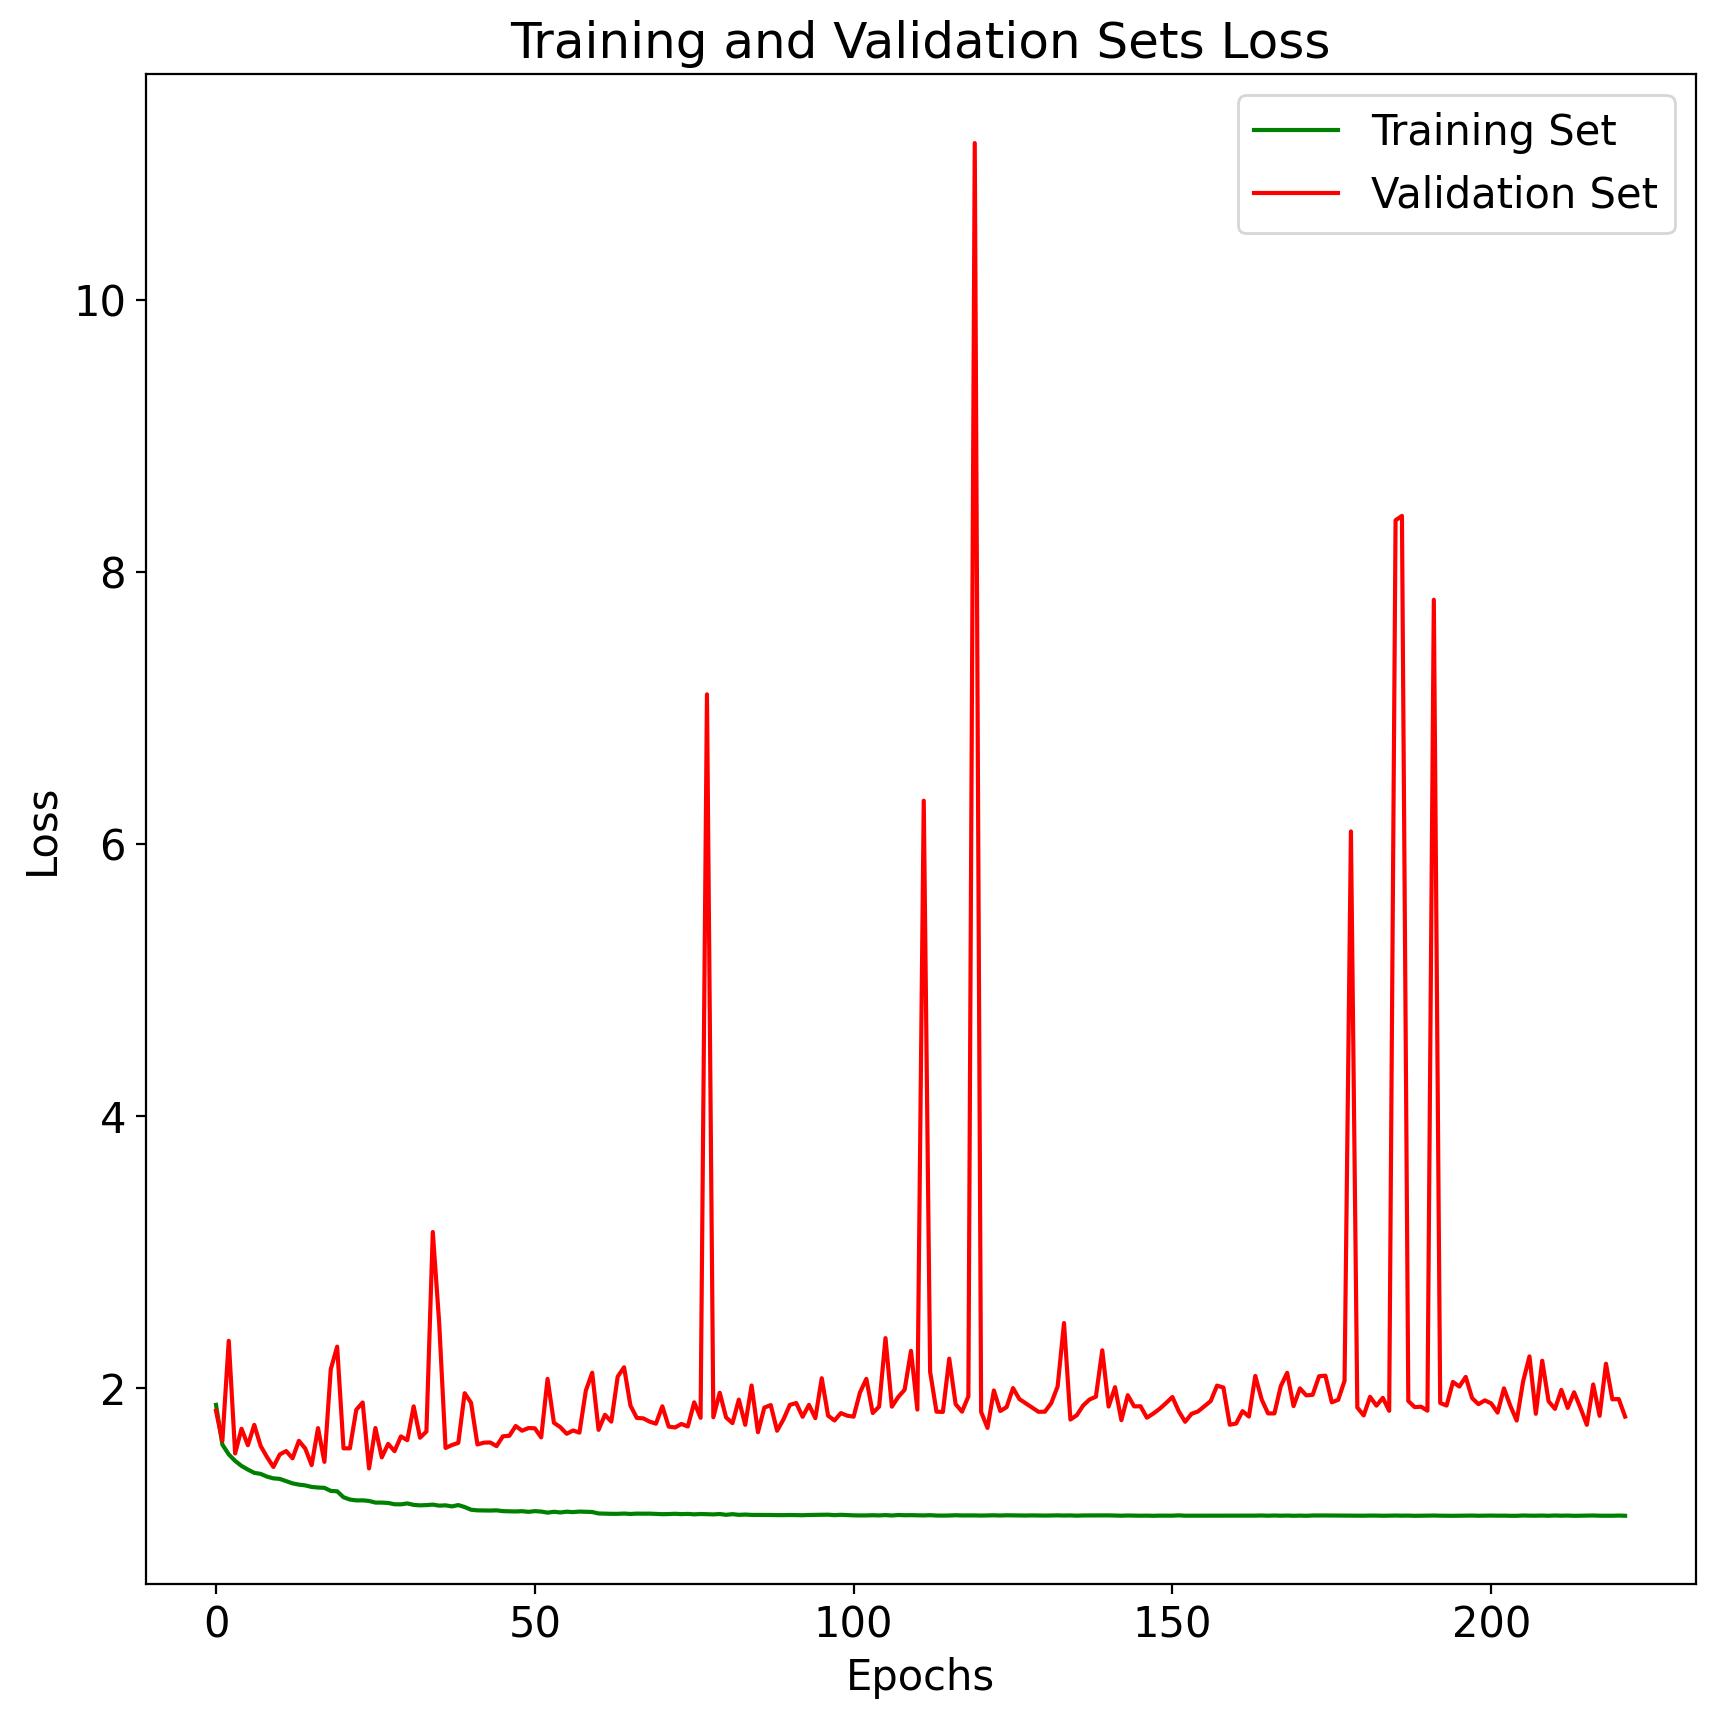 Training and Validation Sets Loss
Training Set
Validation Set
10
8
6
4
2
Loss
0 50 100 150 200
Epochs